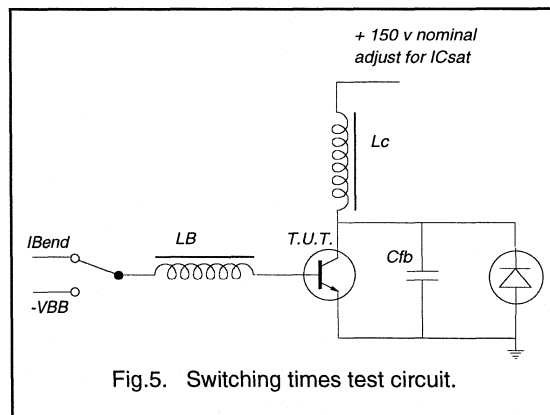 + 150 v nominal
adjust for ICsat
Lc
IBend
LB
T.U.T.
Cfb
-VBB
Fig.5. Switching times test circuit.